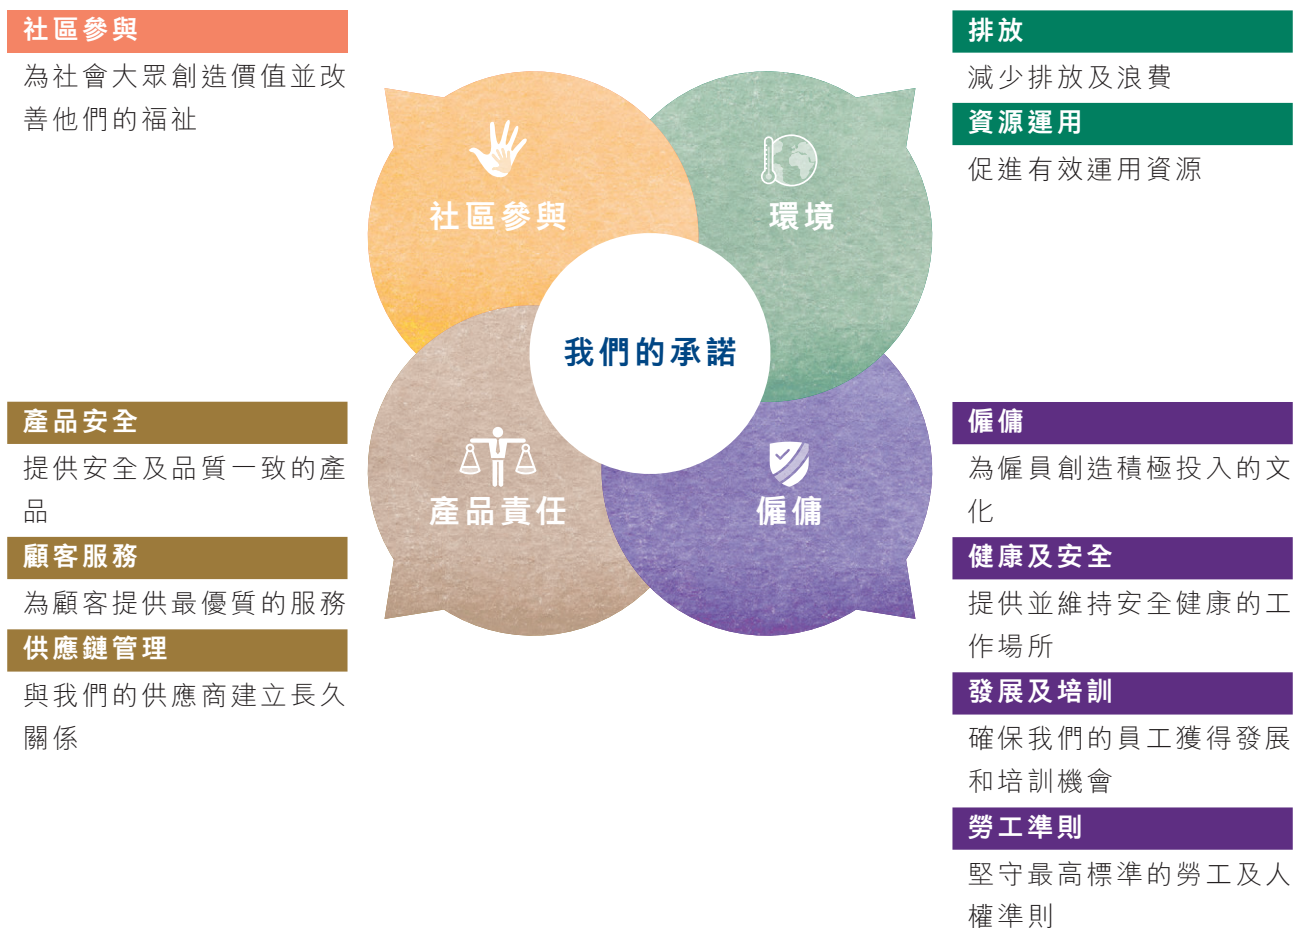 社區參與
為社會大眾創造價值並改
善他們的福祉
排放
減少排放及浪費
資源運用
促進有效運用資源
社區參與
環境
我們的承諾
產品責任
僱傭
產品安全
提供安全及品質一致的產
品
顧客服務
為顧客提供最優質的服務
供應鏈管理
與我們的供應商建立長久
關係
僱傭
為僱員創造積極投入的文
化
健康及安全
提供並維持安全健康的工
作場所
發展及培訓
確保我們的員工獲得發展
和培訓機會
勞工準則
堅守最高標準的勞工及人
權準則